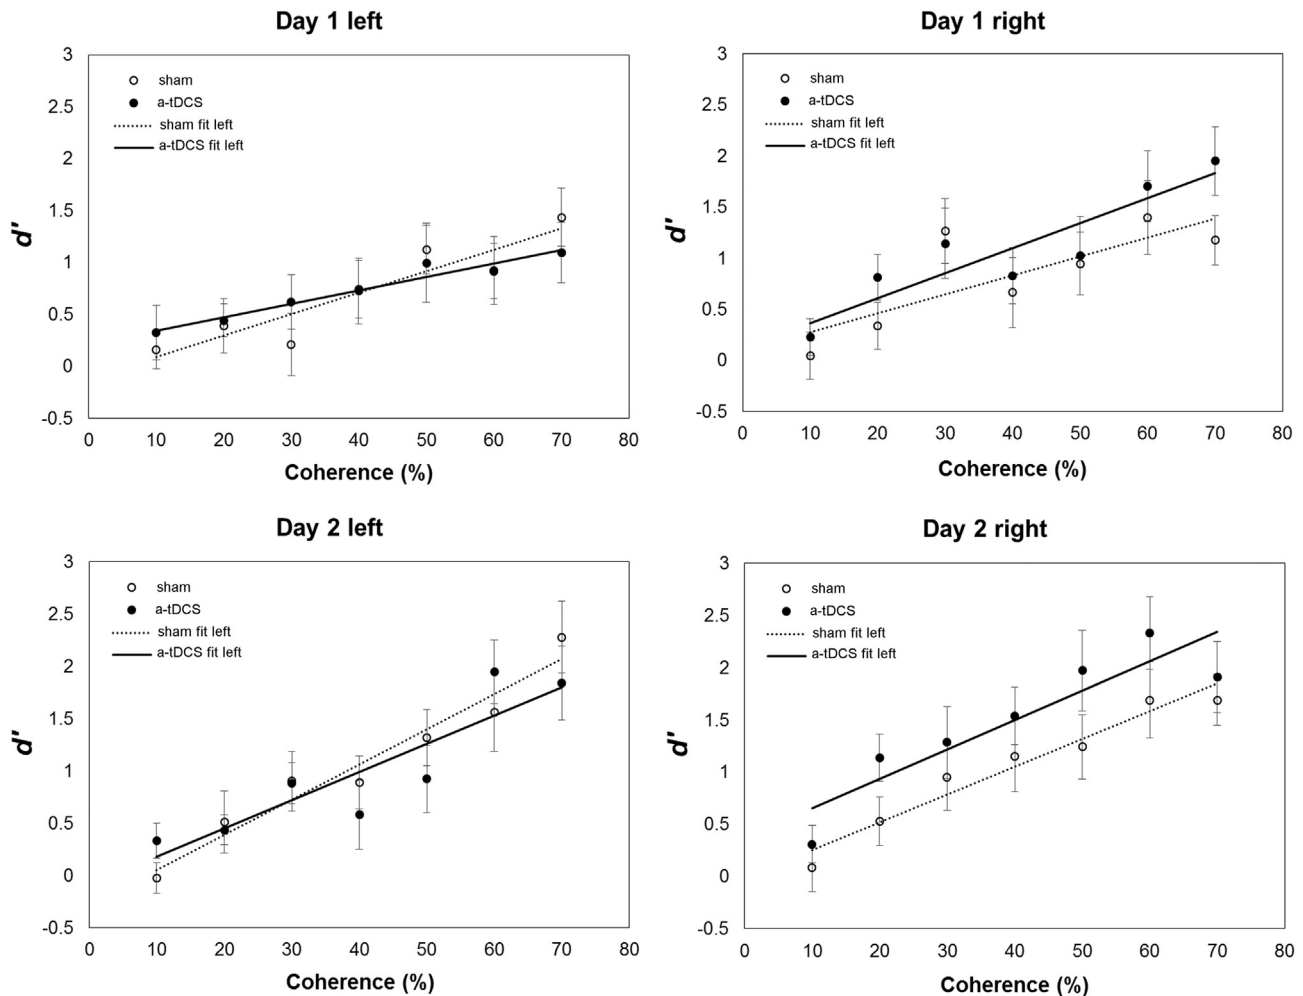 Day 1 left
3
2.5
2
1.5
1
0.5
0
-0.5
d'
sham
a-tDCS
sham fit left
a-tDCS fit left
0 10 20 30 40 50 60 70 80
Coherence (%)
Day 1 right
3
2.5
2
1.5
1
0.5
0
-0.5
d'
sham
a-tDCS
sham fit left
a-tDCS fit left
0 10 20 30 40 50 60 70 80
Coherence (%)
Day 2 left
3
2.5
2
1.5
1
0.5
0
-0.5
d'
sham
a-tDCS
sham fit left
a-tDCS fit left
0 10 20 30 40 50 60 70 80
Coherence (%)
Day 2 right
3
2.5
2
1.5
1
0.5
0
-0.5
d'
sham
a-tDCS
sham fit left
a-tDCS fit left
0 10 20 30 40 50 60 70 80
Coherence (%)